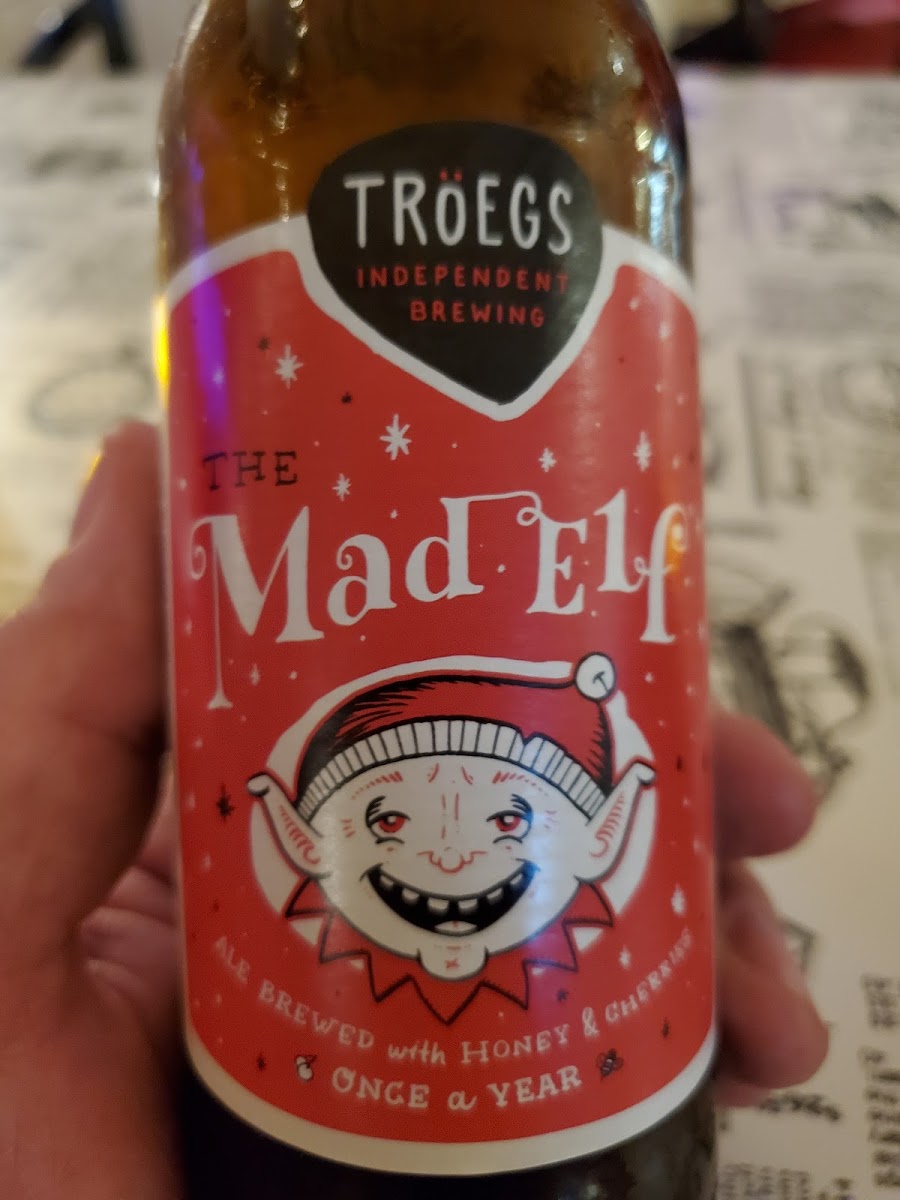 TRÖEGS
INDEPENDENT
BREWING
THE
Mad Elf
ALE BREWED with HONEY & CHERRIES
ONCE a YEAR